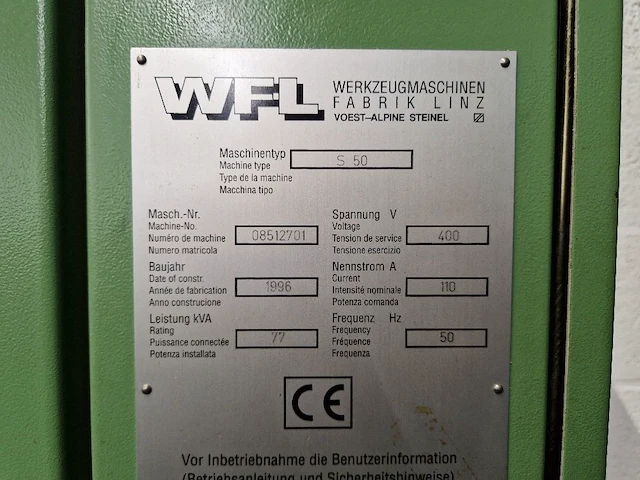 WFL WERKZEUGMASCHINEN
FABRIK LINZ
VOEST-ALPINE STEINEL
Maschinentyp
Machine type
Type de la machine
Macchina tipo
S 50
Masch.-Nr.
Machine-No.
Numéro de machine
Numero matricola
08512701
Spannung V
Voltage
Tension de service
Tensione esercizio
400
Baujahr
Date of constr.
Année de fabrication
Anno construcione
1996
Nennstrom A
Current
Intensité nominale
Potenza comanda
110
Leistung kVA
Rating
Puissance connectée
Potenza installata
77
Frequenz Hz
Frequency
Fréquence
Frequenza
50
CE
Vor Inbetriebnahme die Benutzerinformation
(Betriebsanleitung und Sicherheitshinweise)